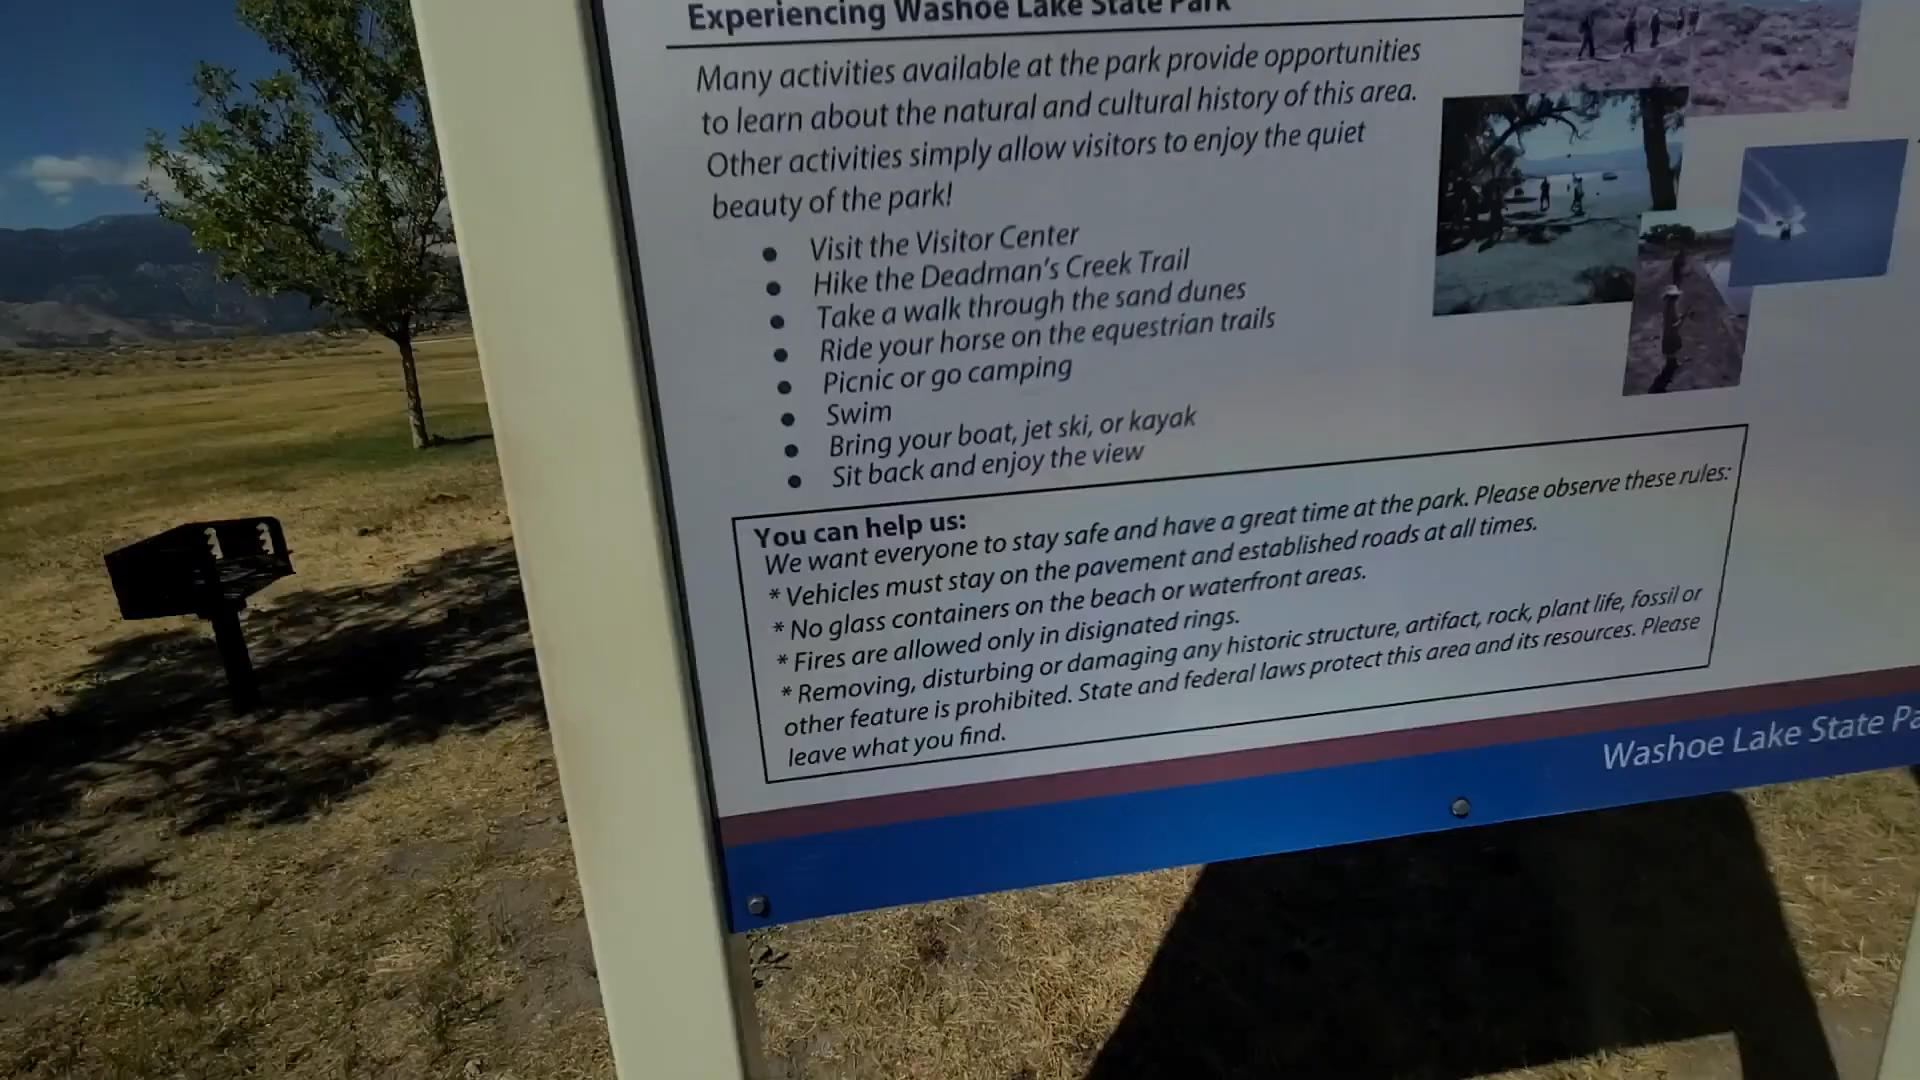 Experiencing Washoe Lake State Park
Many activities available at the park provide opportunities
to learn about the natural and cultural history of this area.
Other activities simply allow visitors to enjoy the quiet
beauty of the park!
● Visit the Visitor Center
● Hike the Deadman's Creek Trail
● Take a walk through the sand dunes
● Ride your horse on the equestrian trails
● Picnic or go camping
● Swim
● Bring your boat, jet ski, or kayak
● Sit back and enjoy the view
You can help us:
We want everyone to stay safe and have a great time at the park. Please observe these rules:
* Vehicles must stay on the pavement and established roads at all times.
* No glass containers on the beach or waterfront areas.
* Fires are allowed only in disignated rings.
* Removing, disturbing or damaging any historic structure, artifact, rock, plant life, fossil or
other feature is prohibited. State and federal laws protect this area and its resources. Please
leave what you find.
Washoe Lake State Pa